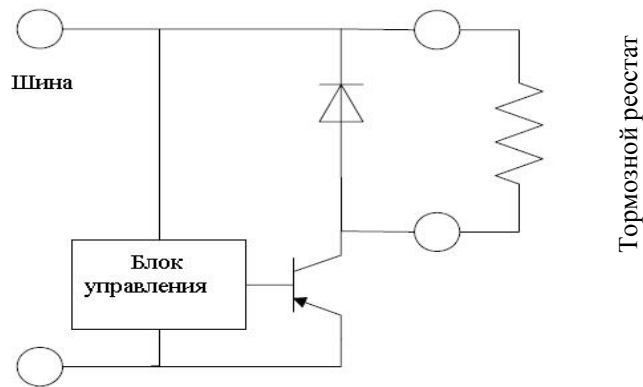 Шина
Блок
управления
Тормозной реостат